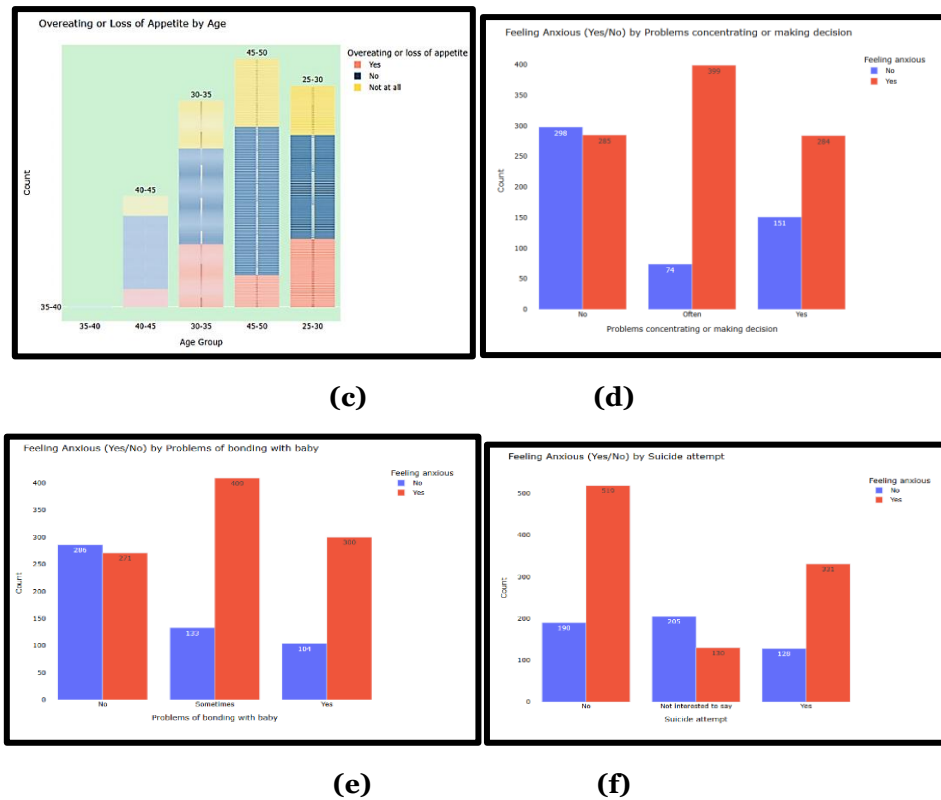 Overeating or Loss of Appetite by Age
Overeating or loss of appetite
Yes
No
Not at all
45-50
25-30
30-35
40-45
Count
35-40
35-40 40-45 30-35 45-50 25-30
Age Group
(c)
Feeling Anxious (Yes/No) by Problems concentrating or making decision
Feeling anxious
No
Yes
400
350
300
250
200
150
100
50
0
Count
298 285 74 399 151 284
No Often Yes
Problems concentrating or making decision
(d)
Feeling Anxious (Yes/No) by Problems of bonding with baby
Feeling anxious
No
Yes
400
350
300
250
200
150
100
50
0
Count
286 271 133 104
No Sometimes Yes
Problems of bonding with baby
(e)
Feeling Anxious (Yes/No) by Suicide attempt
Feeling anxious
No
Yes
500
400
300
200
100
0
Count
190 205 130 128 331
No Not interested to say Yes
Suicide attempt
(f)